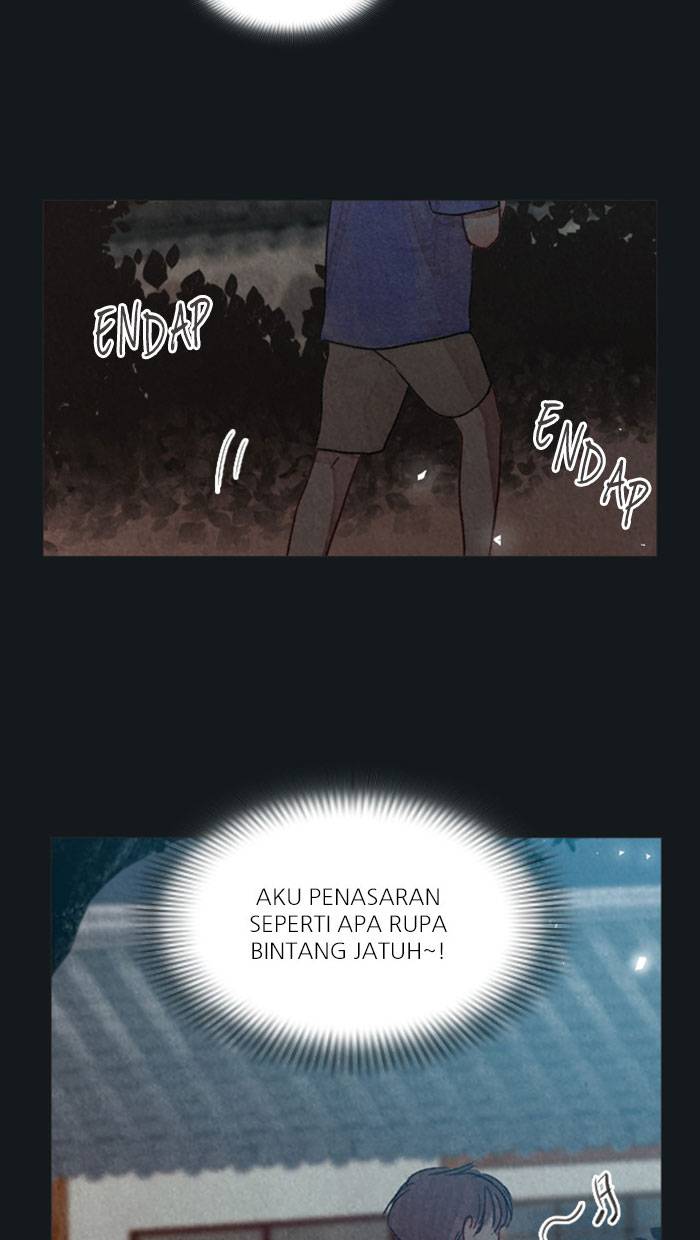 ENDAP
ENDAP
AKU PENASARAN
SEPERTI APA RUPA
BINTANG JATUH~!